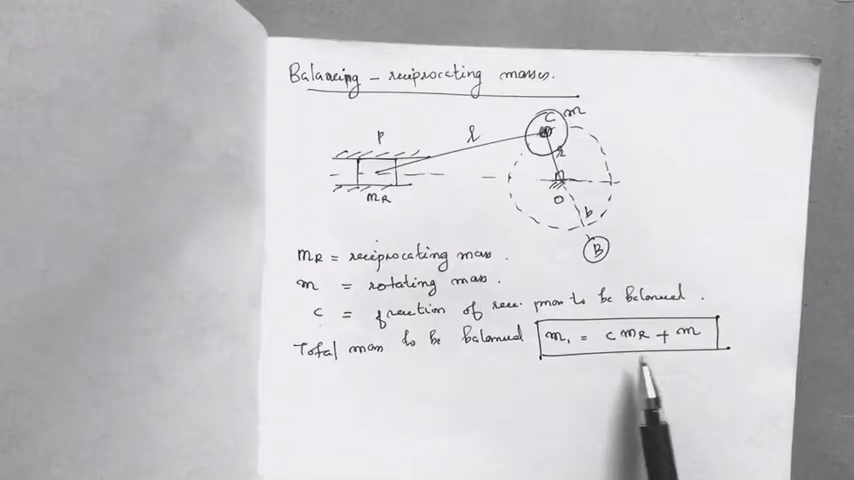 Balancing - reciprocating masses.
C m
P l
r
mR
O
b
B
mR = reciprocating mass.
m = rotating mass.
c = fraction of reci. mass to be balanced.
Total mass to be balanced m₁ = c mR + m